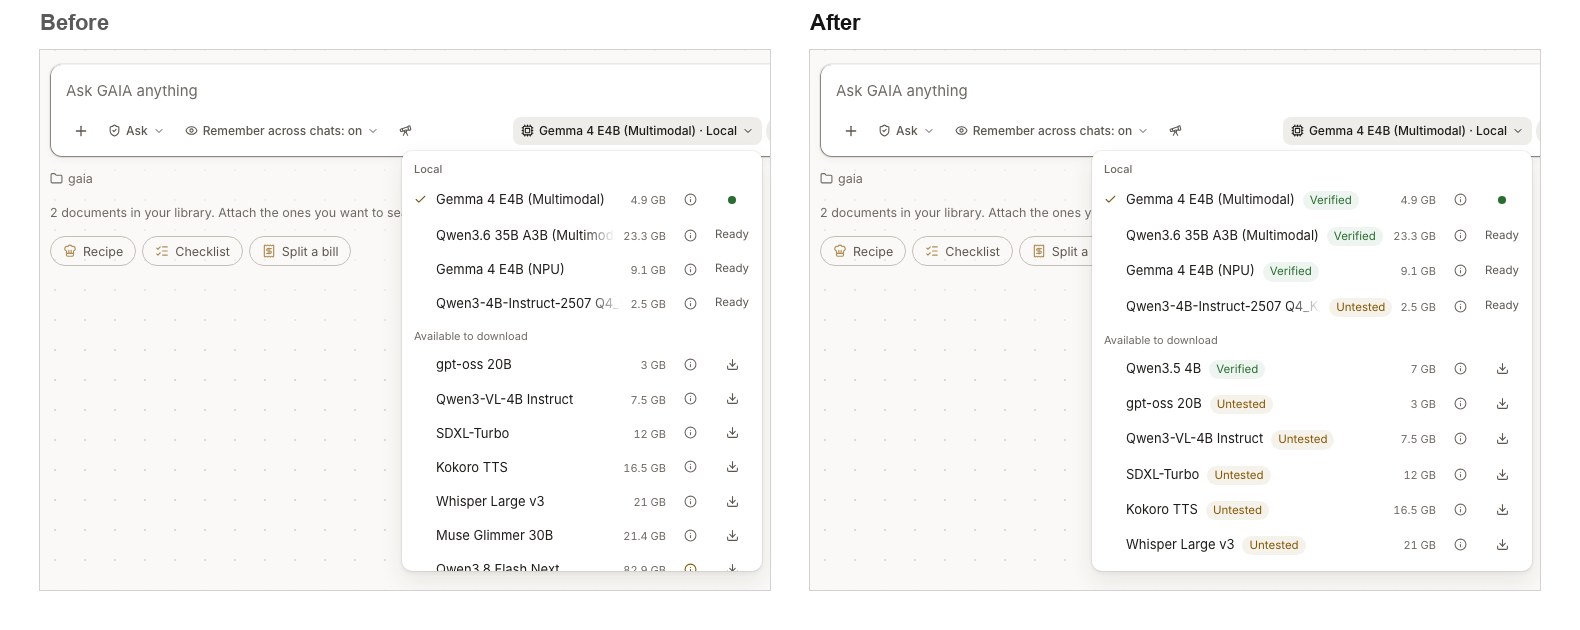 Before
Ask GAIA anything
Ask Remember across chats: on Gemma 4 E4B (Multimodal) · Local
gaia
2 documents in your library. Attach the ones you want to
Recipe Checklist Split a bill
Local
Gemma 4 E4B (Multimodal) 4.9 GB
Qwen3.6 35B A3B (Multimod 23.3 GB Ready
Gemma 4 E4B (NPU) 9.1 GB Ready
Qwen3-4B-Instruct-2507 Q4_ 2.5 GB Ready
Available to download
gpt-oss 20B 3 GB
Qwen3-VL-4B Instruct 7.5 GB
SDXL-Turbo 12 GB
Kokoro TTS 16.5 GB
Whisper Large v3 21 GB
Muse Glimmer 30B 21.4 GB
Qwen3.8 Flash Next 82.9 GB
After
Ask GAIA anything
Ask Remember across chats: on Gemma 4 E4B (Multimodal) · Local
gaia
2 documents in your library. Attach the ones you
Recipe Checklist Split a
Local
Gemma 4 E4B (Multimodal) Verified 4.9 GB
Qwen3.6 35B A3B (Multimodal) Verified 23.3 GB Ready
Gemma 4 E4B (NPU) Verified 9.1 GB Ready
Qwen3-4B-Instruct-2507 Q4_K Untested 2.5 GB Ready
Available to download
Qwen3.5 4B Verified 7 GB
gpt-oss 20B Untested 3 GB
Qwen3-VL-4B Instruct Untested 7.5 GB
SDXL-Turbo Untested 12 GB
Kokoro TTS Untested 16.5 GB
Whisper Large v3 Untested 21 GB